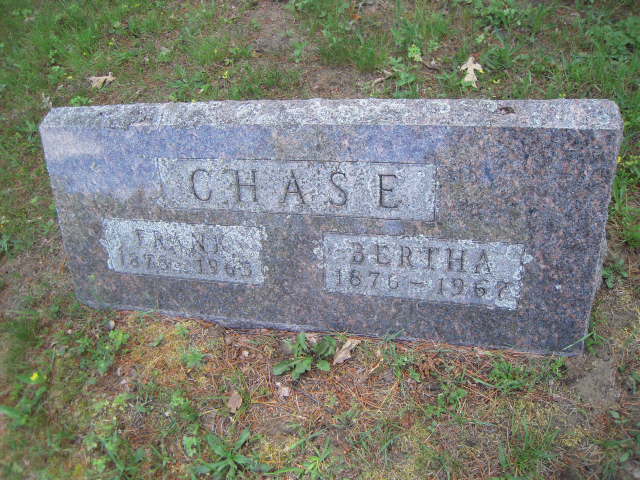 CHASE
FRANK
BERTHA
1876 – 1967